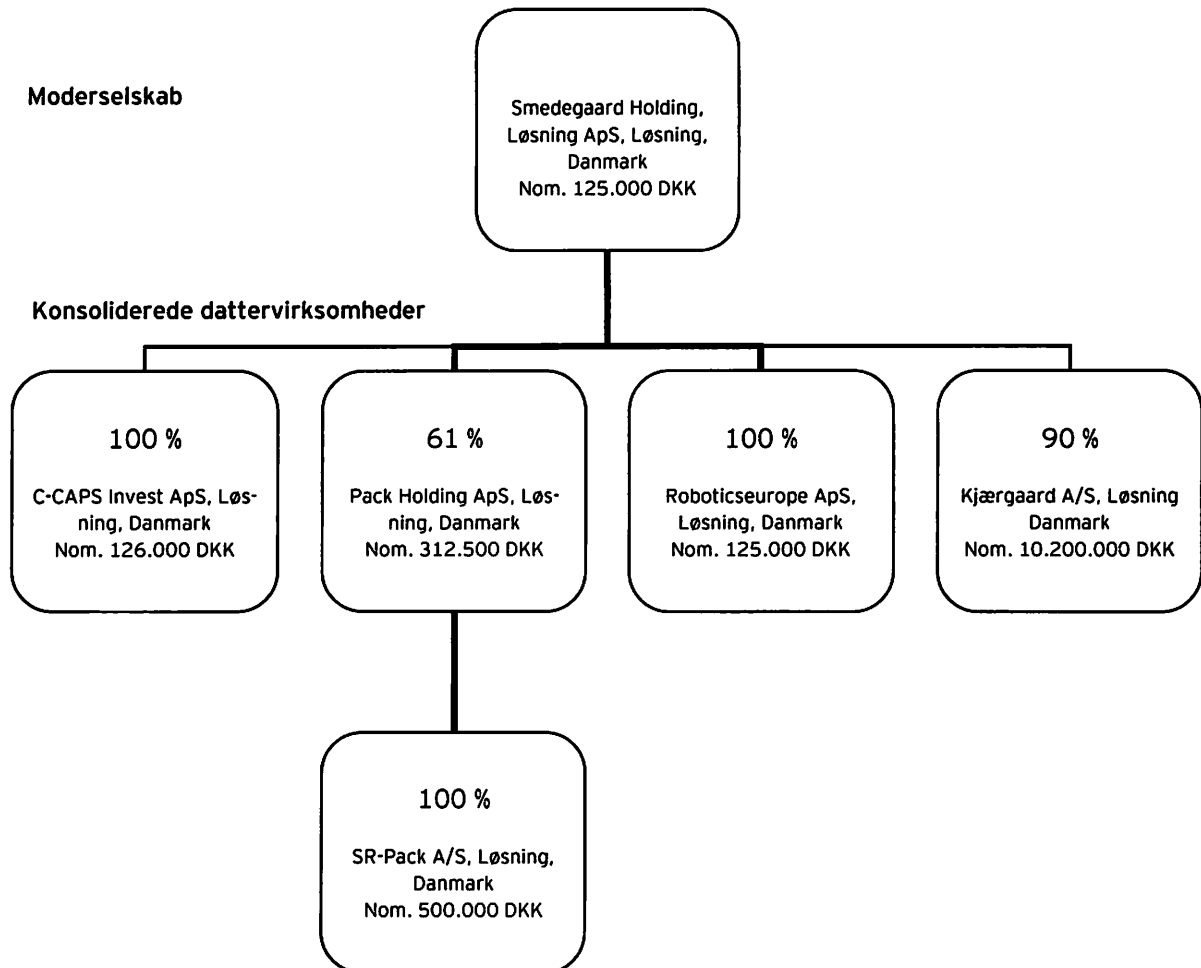 Moderselskab
Smedegaard Holding,
Løsning ApS, Løsning,
Danmark
Nom. 125.000 DKK
Konsoliderede dattervirksomheder
100 %
C-CAPS Invest ApS, Løs-
ning, Danmark
Nom. 126.000 DKK
61 %
Pack Holding ApS, Løs-
ning, Danmark
Nom. 312.500 DKK
100 %
Roboticseurope ApS,
Løsning, Danmark
Nom. 125.000 DKK
90 %
Kjærgaard A/S, Løsning
Danmark
Nom. 10.200.000 DKK
100 %
SR-Pack A/S, Løsning,
Danmark
Nom. 500.000 DKK